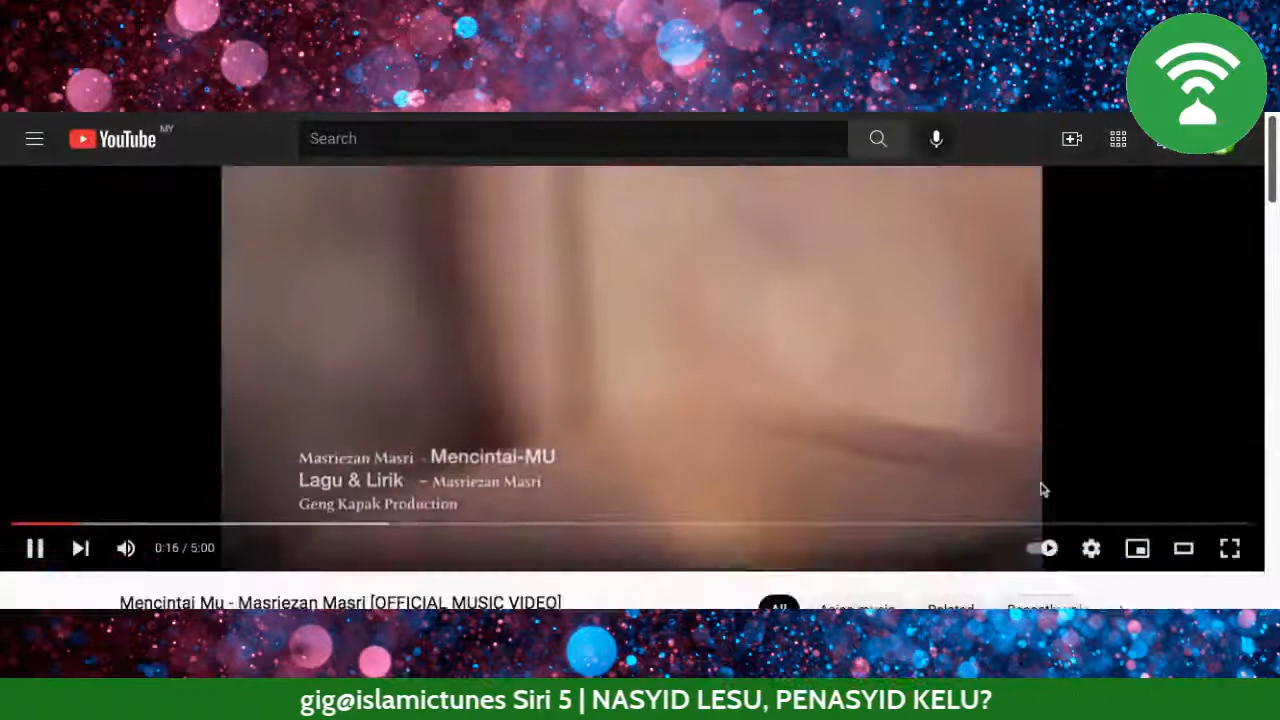 YouTube MY
Search
Masriezan Masri - Mencintai-MU
Lagu & Lirik - Masriezan Masri
Geng Kapak Production
0:16 / 5:00
Mencintai Mu - Masriezan Masri [OFFICIAL MUSIC VIDEO]
All
Related
gig@islamictunes Siri 5 | NASYID LESU, PENASYID KELU?